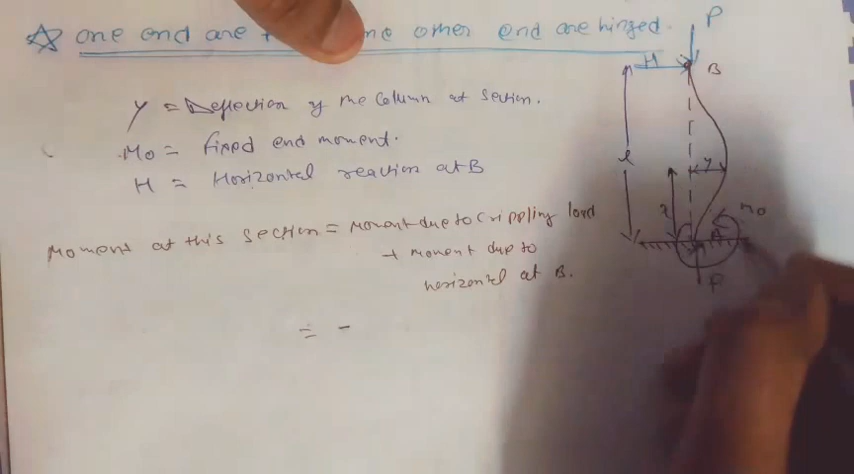 one end are me other end are hinged.
y = Deflection of the column at section.
Mo = fixed end moment.
H = Horizontal reaction at B
Moment at this section = Moment due to Crippling load
+ moment due to
horizontal at B.
= -
P
H
B
y
l
x
Mo
A
P